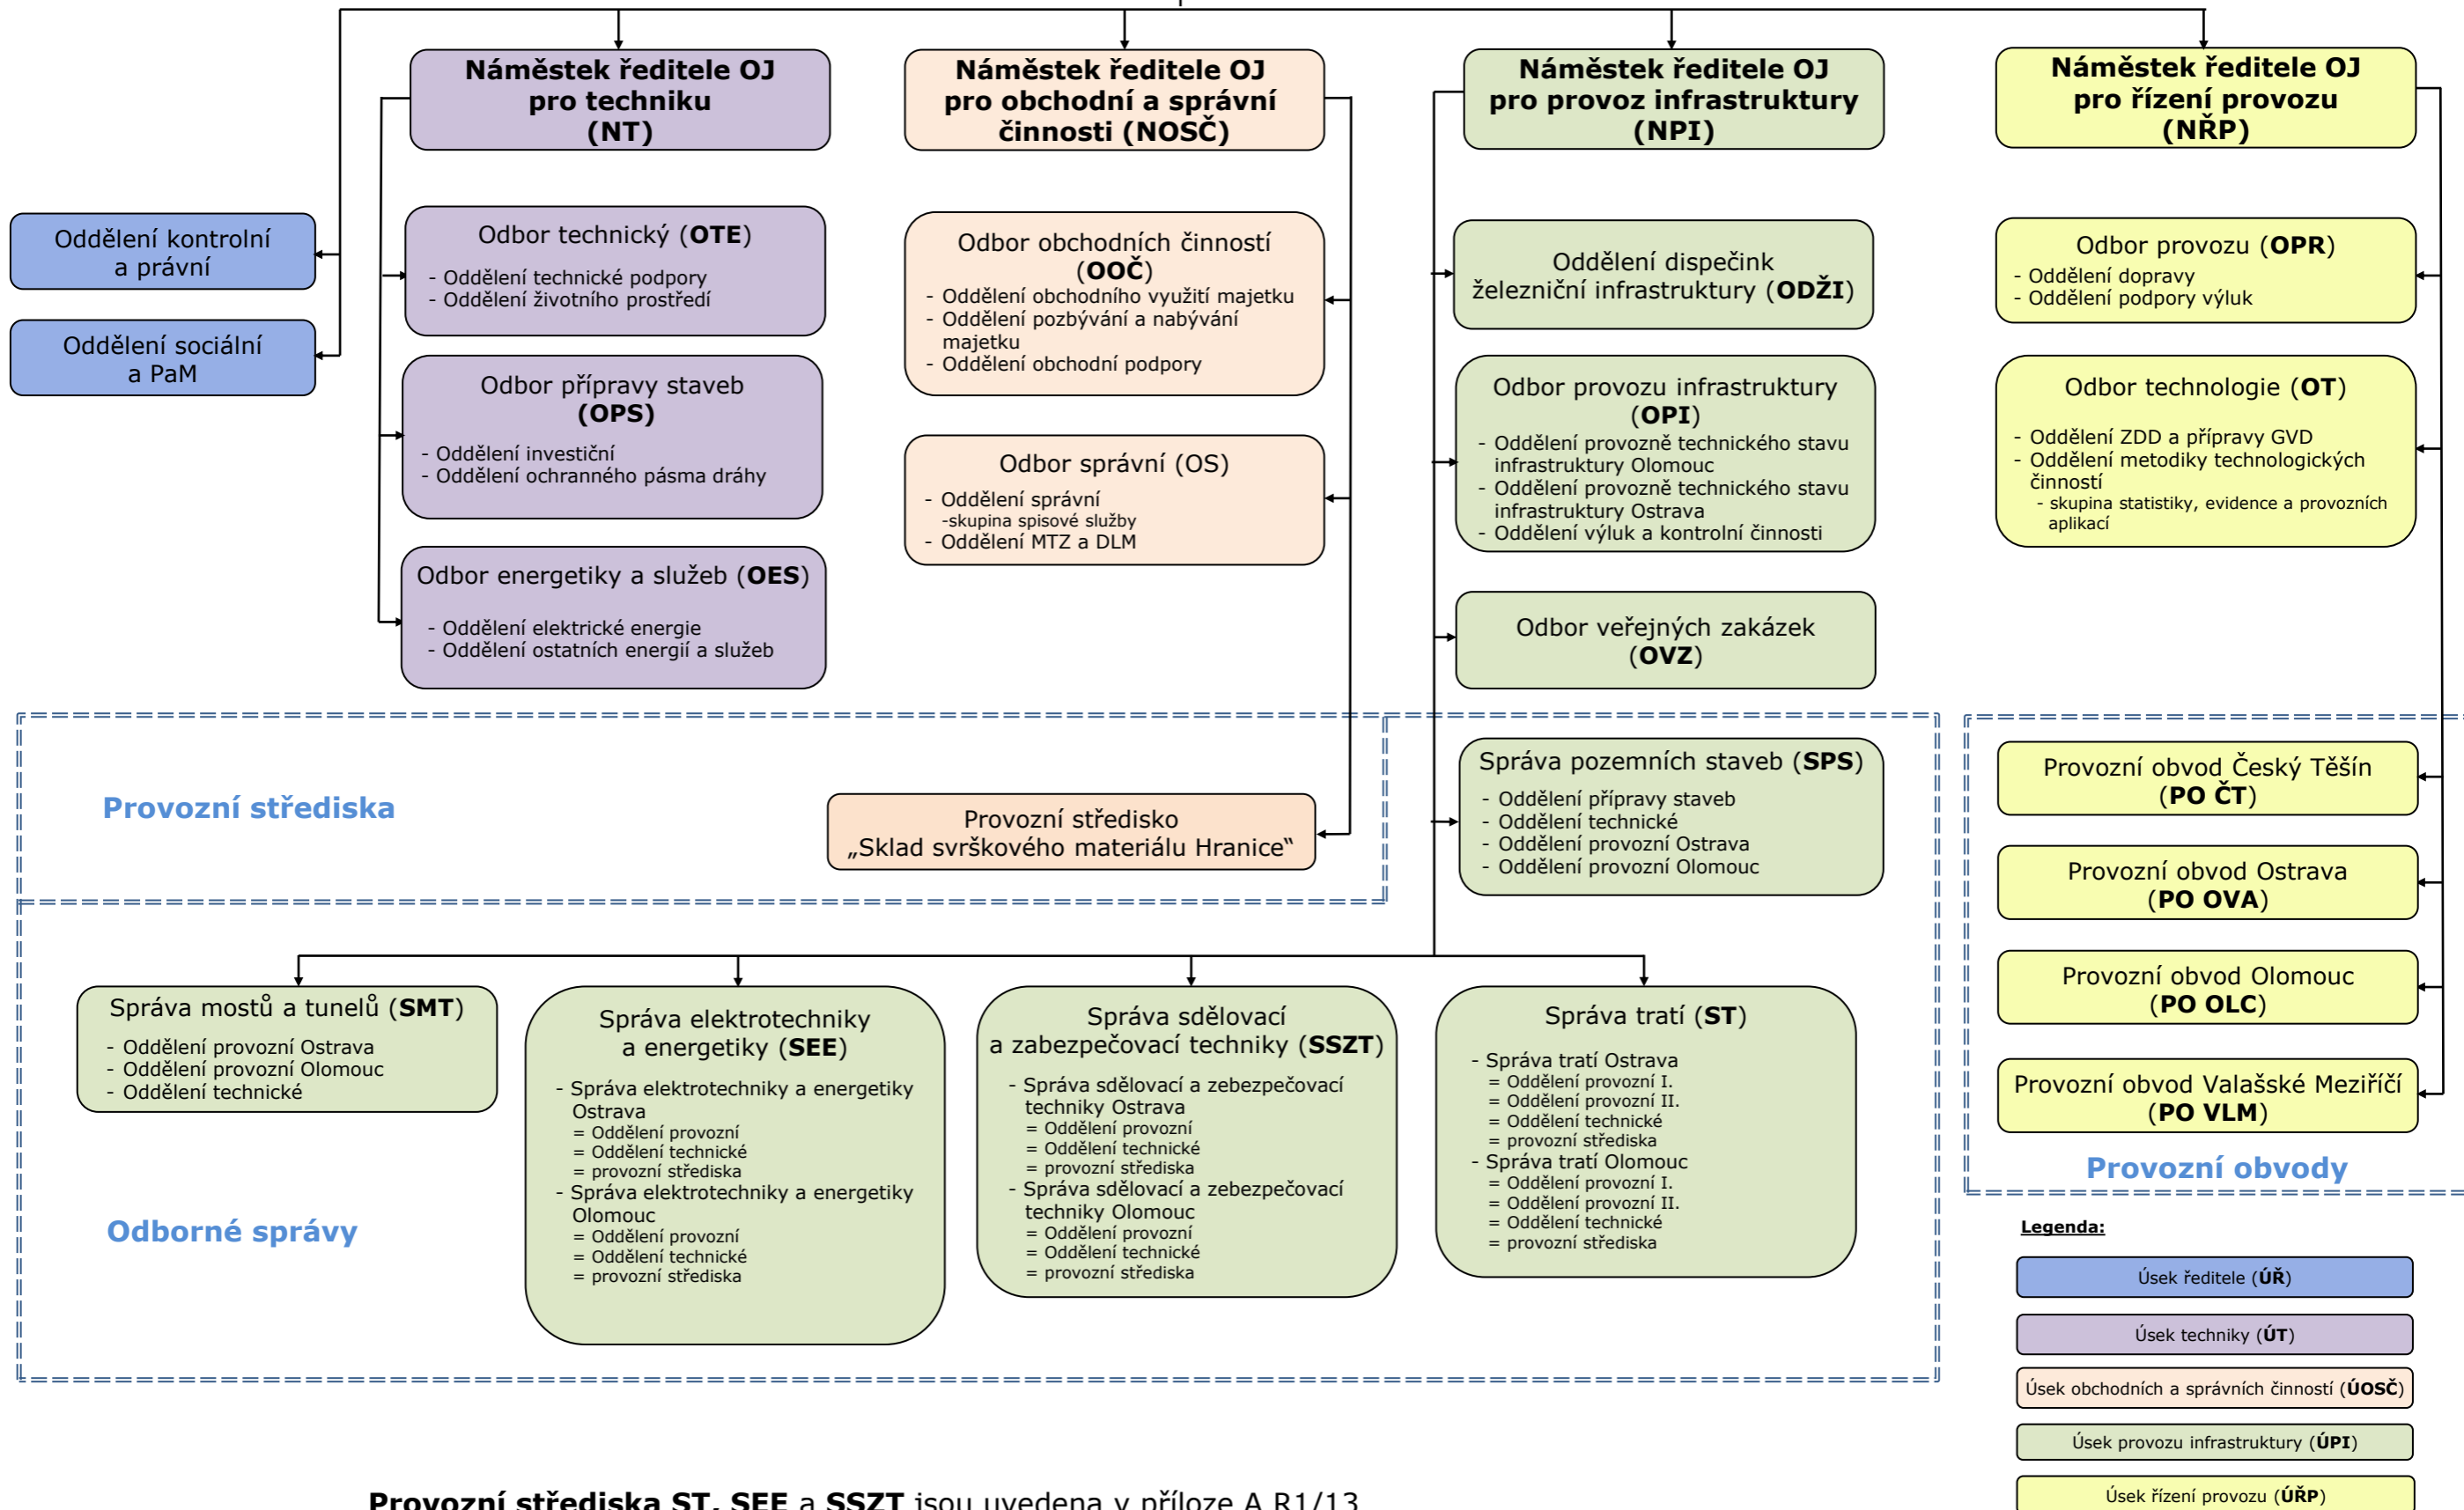 Náměstek ředitele OJ
pro techniku
(NT)
Náměstek ředitele OJ
pro obchodní a správní
činnosti (NOSČ)
Náměstek ředitele OJ
pro provoz infrastruktury
(NPI)
Náměstek ředitele OJ
pro řízení provozu
(NŘP)
Oddělení kontrolní
a právní
Oddělení sociální
a PaM
Odbor technický (OTE)
- Oddělení technické podpory
- Oddělení životního prostředí
Odbor přípravy staveb
(OPS)
- Oddělení investiční
- Oddělení ochranného pásma dráhy
Odbor energetiky a služeb (OES)
- Oddělení elektrické energie
- Oddělení ostatních energií a služeb
Odbor obchodních činností
(OOČ)
- Oddělení obchodního využití majetku
- Oddělení pozbývání a nabývání
majetku
- Oddělení obchodní podpory
Odbor správní (OS)
- Oddělení správní
-skupina spisové služby
- Oddělení MTZ a DLM
Oddělení dispečink
železniční infrastruktury (ODŽI)
Odbor provozu infrastruktury
(OPI)
- Oddělení provozně technického stavu
infrastruktury Olomouc
- Oddělení provozně technického stavu
infrastruktury Ostrava
- Oddělení výluk a kontrolní činnosti
Odbor veřejných zakázek
(OVZ)
Odbor provozu (OPR)
- Oddělení dopravy
- Oddělení podpory výluk
Odbor technologie (OT)
- Oddělení ZDD a přípravy GVD
- Oddělení metodiky technologických
činností
- skupina statistiky, evidence a provozních
aplikací
Provozní střediska
Provozní středisko
„Sklad svrškového materiálu Hranice“
Správa pozemních staveb (SPS)
- Oddělení přípravy staveb
- Oddělení technické
- Oddělení provozní Ostrava
- Oddělení provozní Olomouc
Provozní obvod Český Těšín
(PO ČT)
Provozní obvod Ostrava
(PO OVA)
Provozní obvod Olomouc
(PO OLC)
Provozní obvod Valašské Meziříčí
(PO VLM)
Provozní obvody
Správa mostů a tunelů (SMT)
- Oddělení provozní Ostrava
- Oddělení provozní Olomouc
- Oddělení technické
Správa elektrotechniky
a energetiky (SEE)
- Správa elektrotechniky a energetiky
Ostrava
= Oddělení provozní
= Oddělení technické
= provozní střediska
- Správa elektrotechniky a energetiky
Olomouc
= Oddělení provozní
= Oddělení technické
= provozní střediska
Správa sdělovací
a zabezpečovací techniky (SSZT)
- Správa sdělovací a zebezpečovací
techniky Ostrava
= Oddělení provozní
= Oddělení technické
= provozní střediska
- Správa sdělovací a zebezpečovací
techniky Olomouc
= Oddělení provozní
= Oddělení technické
= provozní střediska
Správa tratí (ST)
- Správa tratí Ostrava
= Oddělení provozní I.
= Oddělení provozní II.
= Oddělení technické
= provozní střediska
- Správa tratí Olomouc
= Oddělení provozní I.
= Oddělení provozní II.
= Oddělení technické
= provozní střediska
Odborné správy
Legenda:
Úsek ředitele (ÚŘ)
Úsek techniky (ÚT)
Úsek obchodních a správních činností (ÚOSČ)
Úsek provozu infrastruktury (ÚPI)
Úsek řízení provozu (ÚŘP)
Provozní střediska ST, SEE a SSZT jsou uvedena v příloze A R1/13